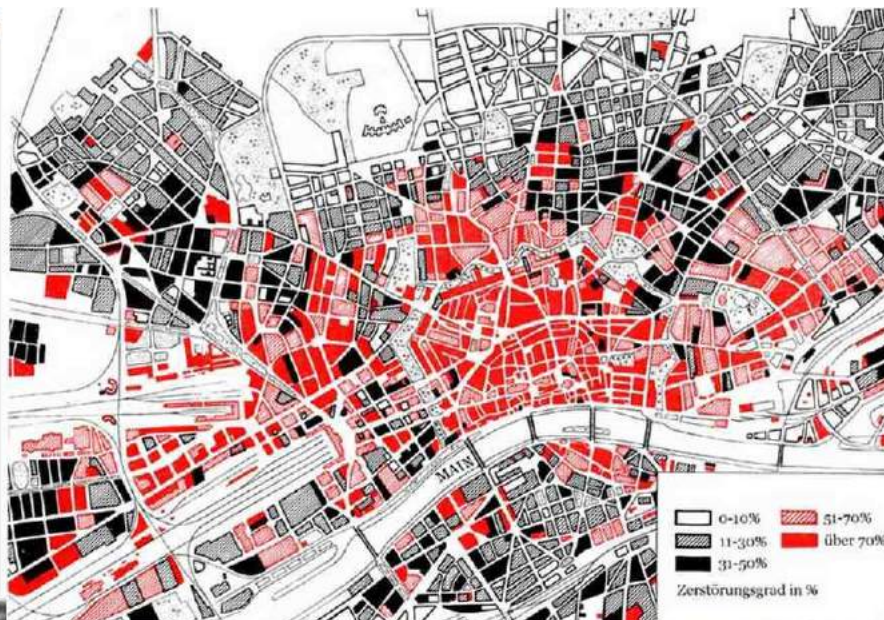 MAIN
0-10%
11-30%
31-50%
51-70%
über 70%
Zerstörungsgrad in %